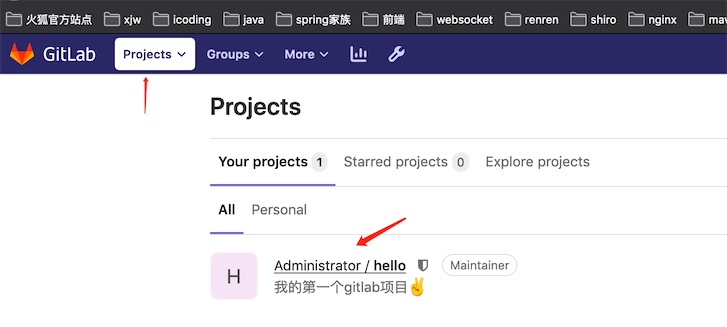 火狐官方站点 xjw icoding java spring家族 前端 websocket renren shiro nginx
GitLab Projects Groups More
Projects
Your projects 1 Starred projects 0 Explore projects
All Personal
H Administrator / hello Maintainer
我的第一个gitlab项目✌️